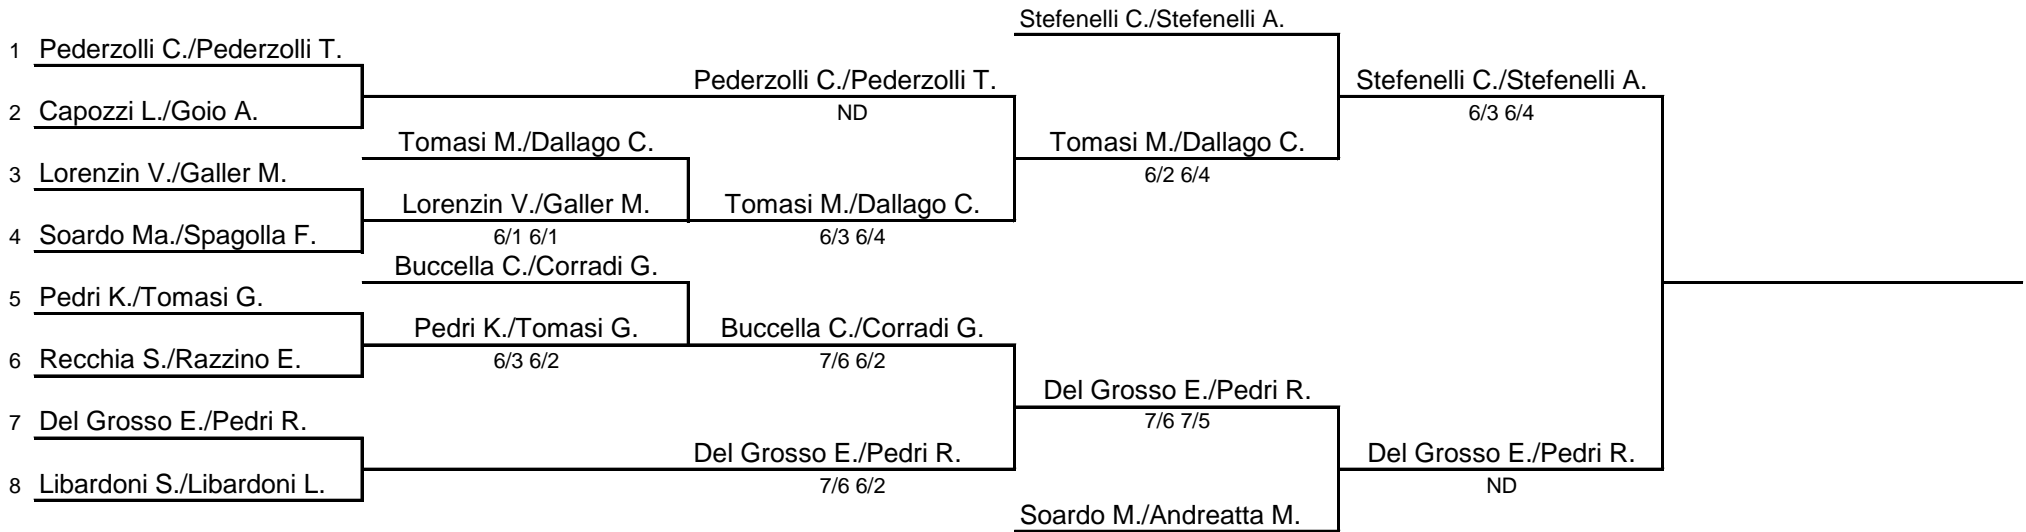 Stefenelli C./Stefenelli A.
1 Pederzolli C./Pederzolli T.
Pederzolli C./Pederzolli T.
Stefenelli C./Stefenelli A.
2 Capozzi L./Goio A.
ND
6/3 6/4
Tomasi M./Dallago C.
Tomasi M./Dallago C.
3 Lorenzin V./Galler M.
6/2 6/4
Lorenzin V./Galler M.
Tomasi M./Dallago C.
4 Soardo Ma./Spagolla F.
6/1 6/1
6/3 6/4
Buccella C./Corradi G.
5 Pedri K./Tomasi G.
Pedri K./Tomasi G.
Buccella C./Corradi G.
6 Recchia S./Razzino E.
6/3 6/2
7/6 6/2
Del Grosso E./Pedri R.
7 Del Grosso E./Pedri R.
7/6 7/5
Del Grosso E./Pedri R.
Del Grosso E./Pedri R.
8 Libardoni S./Libardoni L.
7/6 6/2
ND
Soardo M./Andreatta M.